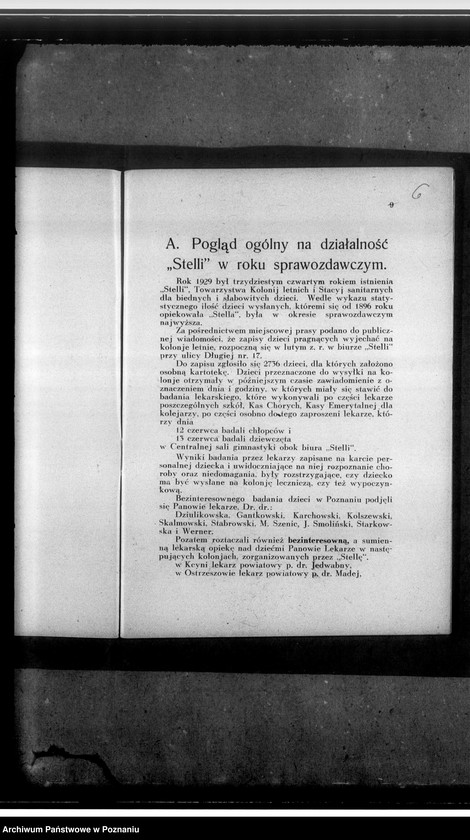 6
9
A. Pogląd ogólny na działalność
„Stelli” w roku sprawozdawczym.
Rok 1929 był trzydziestym czwartym rokiem istnienia
„Stelli”, Towarzystwa Kolonij letnich i Stacyj sanitarnych
dla biednych i słabowitych dzieci. Wedle wykazu staty-
stycznego ilość dzieci wysłanych, któremi się od 1896 roku
opiekowała „Stella”, była w okresie sprawozdawczym
najwyższa.
Za pośrednictwem miejscowej prasy podano do publicz-
nej wiadomości, że zapisy dzieci pragnących wyjechać na
kolonje letnie, rozpoczną się w lutym z. r. w biurze „Stelli”
przy ulicy Długiej nr. 17.
Do zapisu zgłosiło się 2736 dzieci, dla których założono
osobną kartotekę. Dzieci przeznaczone do wysyłki na ko-
lonje otrzymały w późniejszym czasie zawiadomienie z o-
znaczeniem dnia i godziny, w których miały się stawić do
badania lekarskiego, które wykonywali po części lekarze
poszczególnych szkół, Kas Chorych, Kasy Emerytalnej dla
kolejarzy, po części osobno do tego zaproszeni lekarze, któ-
rzy dnia
12 czerwca badali chłopców i
13 czerwca badali dziewczęta
w Centralnej sali gimnastyki obok biura „Stelli”.
Wyniki badania przez lekarzy zapisane na karcie per-
sonalnej dziecka i uwidoczniające na niej rozpoznanie cho-
roby oraz niedomagania, były rozstrzygające, czy dziecko
ma być wysłane na kolonję leczniczą, czy też wypoczyn-
kową.
Bezinteresownego badania dzieci w Poznaniu podjęli
się Panowie lekarze, Dr. dr.:
Dziulikowska, Gantkowski, Karchowski, Kolszewski,
Skalmowski, Stabrowski, M. Szenic, J. Smoliński, Starkow-
ska i Werner.
Pozatem roztaczali również bezinteresowną, a sumien-
ną lekarską opiekę nad dziećmi Panowie Lekarze w nastę-
pujących kolonjach, zorganizowanych przez „Stellę”.
w Kcyni lekarz powiatowy p. dr. Jedwabny,
w Ostrzeszowie lekarz powiatowy p. dr. Madej,
Archiwum Państwowe w Poznaniu